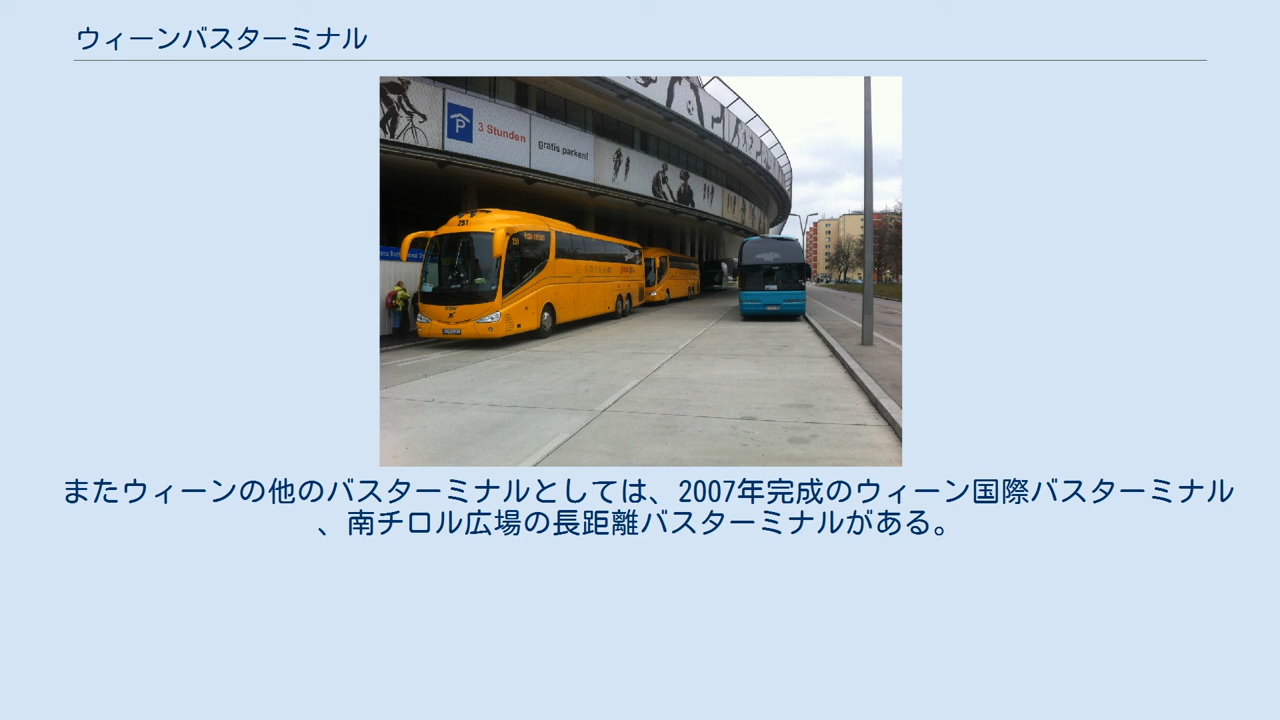 ウィーンバスターミナル
P 3 Stunden
gratis parken!
251
またウィーンの他のバスターミナルとしては、2007年完成のウィーン国際バスターミナル
、南チロル広場の長距離バスターミナルがある。